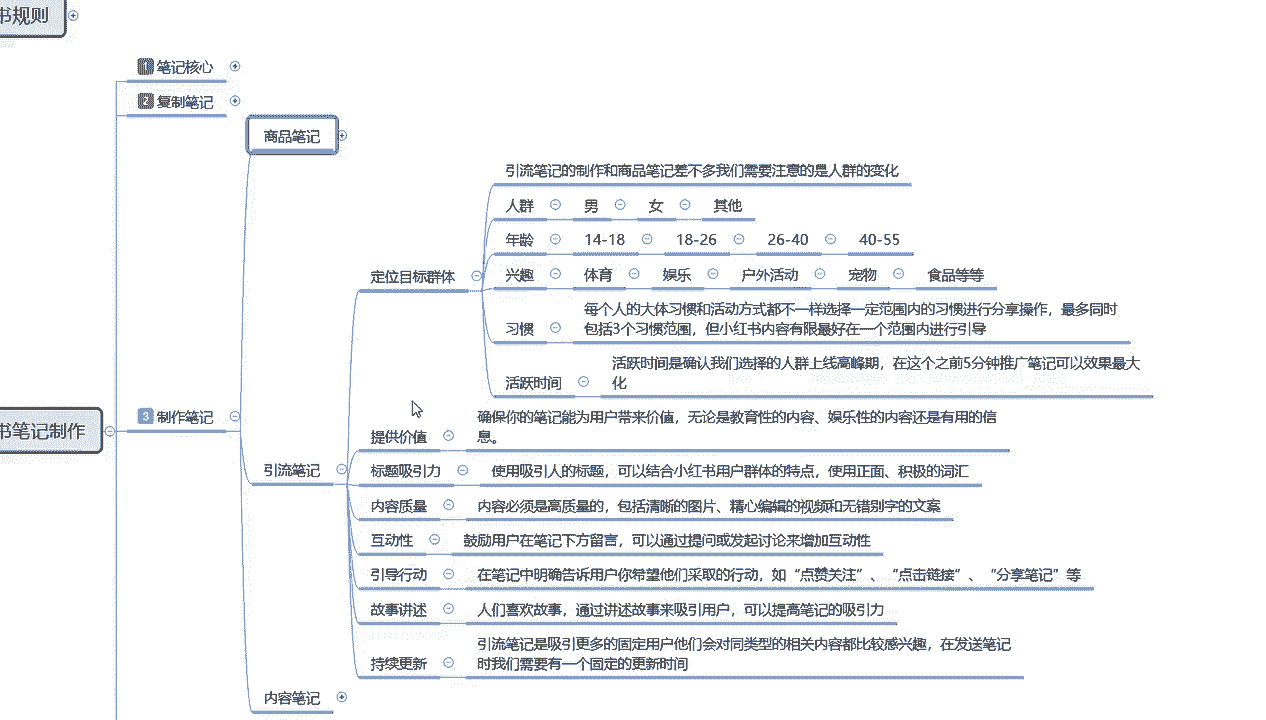 书规则
1 笔记核心
2 复制笔记
商品笔记
引流笔记的制作和商品笔记差不多我们需要注意的是人群的变化
人群 男 女 其他
年龄 14-18 18-26 26-40 40-55
定位目标群体
兴趣 体育 娱乐 户外活动 宠物 食品等等
每个人的大体习惯和活动方式都不一样选择一定范围内的习惯进行分享操作，最多同时
习惯 包括3个习惯范围，但小红书内容有限最好在一个范围内进行引导
活跃时间是确认我们选择的人群上线高峰期，在这个之前5分钟推广笔记可以效果最大
活跃时间 化
3 制作笔记
确保你的笔记能为用户带来价值，无论是教育性的内容、娱乐性的内容还是有用的信
提供价值 息。
书笔记制作
引流笔记
标题吸引力 使用吸引人的标题，可以结合小红书用户群体的特点，使用正面、积极的词汇
内容质量 内容必须是高质量的，包括清晰的图片、精心编辑的视频和无错别字的文案
互动性 鼓励用户在笔记下方留言，可以通过提问或发起讨论来增加互动性
引导行动 在笔记中明确告诉用户你希望他们采取的行动，如“点赞关注”、“点击链接”、“分享笔记”等
故事讲述 人们喜欢故事，通过讲述故事来吸引用户，可以提高笔记的吸引力
引流笔记是吸引更多的固定用户他们会对同类型的相关内容都比较感兴趣，在发送笔记
持续更新 时我们需要有一个固定的更新时间
内容笔记